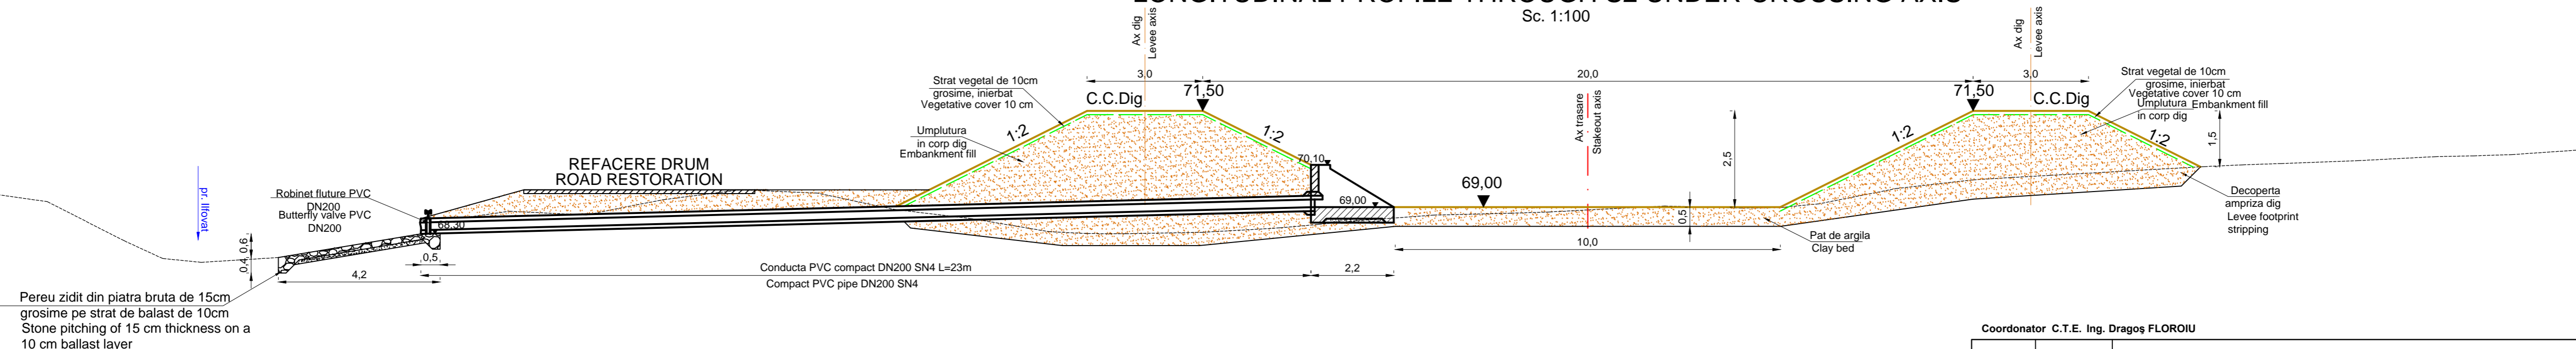 LONGITUDINAL PROFILE THROUGH S2 UNDER CROSSING AXIS
Sc. 1:100
Ax dig
Levee axis
Ax dig
Levee axis
3,0
20,0
3,0
Strat vegetal de 10cm
grosime, inierbat
Vegetative cover 10 cm
C.C.Dig
71,50
71,50
C.C.Dig
Strat vegetal de 10cm
grosime, inierbat
Vegetative cover 10 cm
Umplutura
in corp dig
Embankment fill
Ax trasare
Stakeout axis
1:2
1:2
1:2
1:2
Umplutura
in corp dig
Embankment fill
1,5
2,5
REFACERE DRUM
ROAD RESTORATION
70,10
pr. Ilfovat
Robinet fluture PVC
DN200
Butterfly valve PVC
DN200
69,00
69,00
0,5
Decoperta
ampriza dig
Levee footprint
stripping
68,30
0,6
0,4
0,5
4,2
Pat de argila
Clay bed
10,0
Conducta PVC compact DN200 SN4 L=23m
Compact PVC pipe DN200 SN4
2,2
Pereu zidit din piatra bruta de 15cm
grosime pe strat de balast de 10cm
Stone pitching of 15 cm thickness on a
10 cm ballast layer
Coordonator C.T.E. Ing. Dragoş FLOROIU